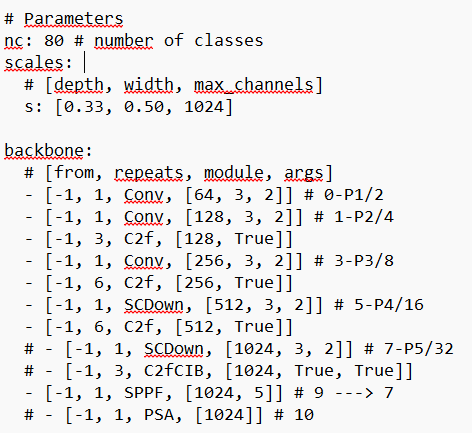 # Parameters
nc: 80 # number of classes
scales:
# [depth, width, max_channels]
s: [0.33, 0.50, 1024]
backbone:
# [from, repeats, module, args]
- [-1, 1, Conv, [64, 3, 2]] # 0-P1/2
- [-1, 1, Conv, [128, 3, 2]] # 1-P2/4
- [-1, 3, C2f, [128, True]]
- [-1, 1, Conv, [256, 3, 2]] # 3-P3/8
- [-1, 6, C2f, [256, True]]
- [-1, 1, SCDown, [512, 3, 2]] # 5-P4/16
- [-1, 6, C2f, [512, True]]
# - [-1, 1, SCDown, [1024, 3, 2]] # 7-P5/32
# - [-1, 3, C2fCIB, [1024, True, True]]
- [-1, 1, SPPF, [1024, 5]] # 9 ---> 7
# - [-1, 1, PSA, [1024]] # 10